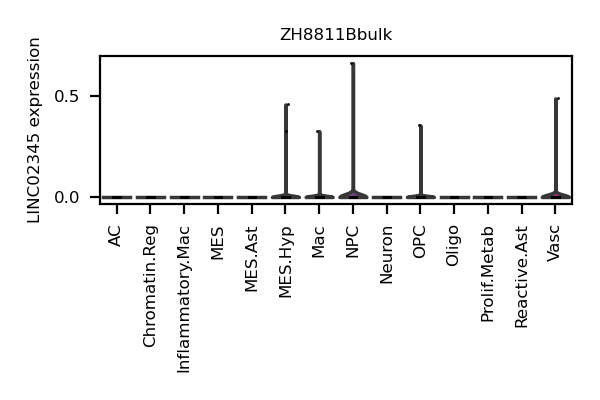 ZH8811Bbulk
LINC02345 expression
0.5
0.0
AC
Chromatin.Reg
Inflammatory.Mac
MES
MES.Ast
MES.Hyp
Mac
NPC
Neuron
OPC
Oligo
Prolif.Metab
Reactive.Ast
Vasc